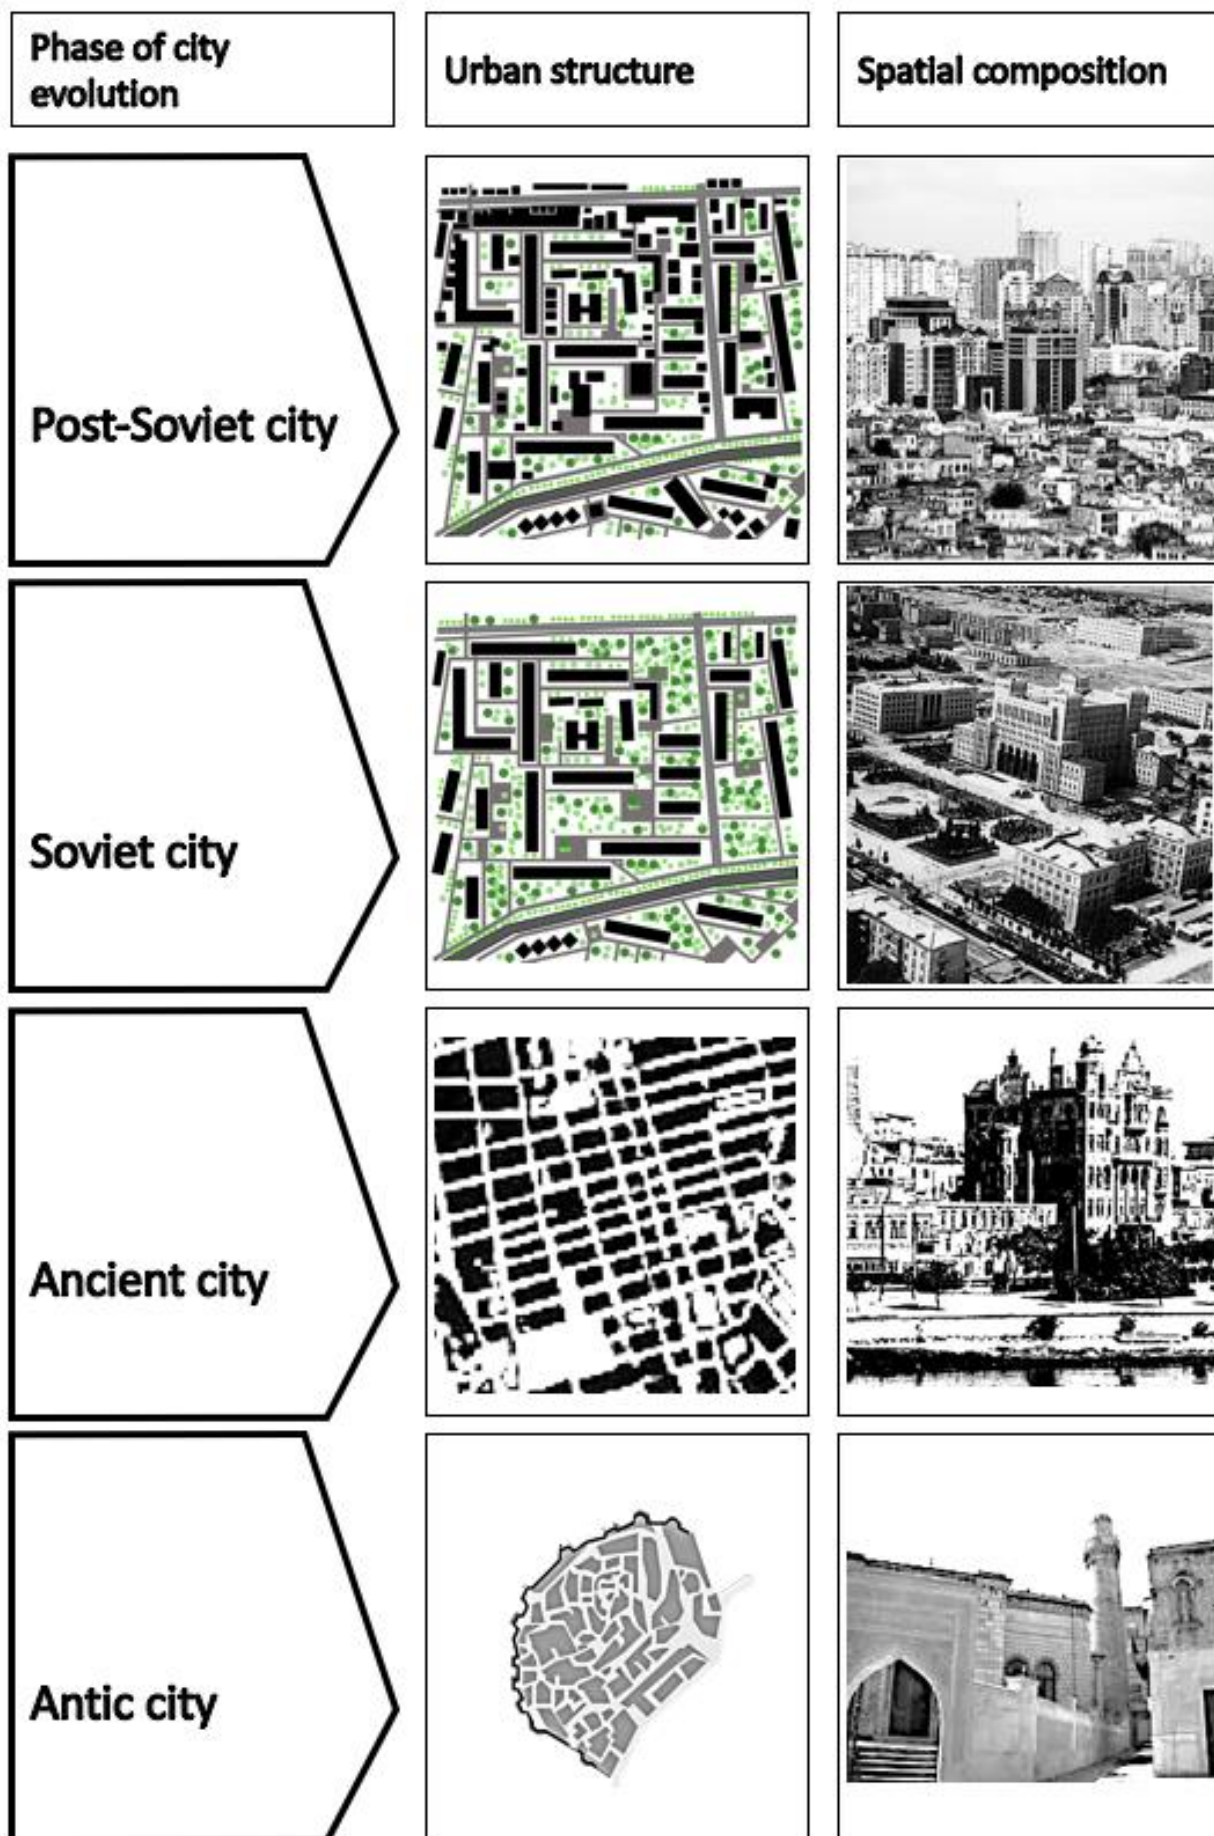 Phase of city
evolution
Urban structure
Spatial composition
Post-Soviet city
Soviet city
Ancient city
Antic city